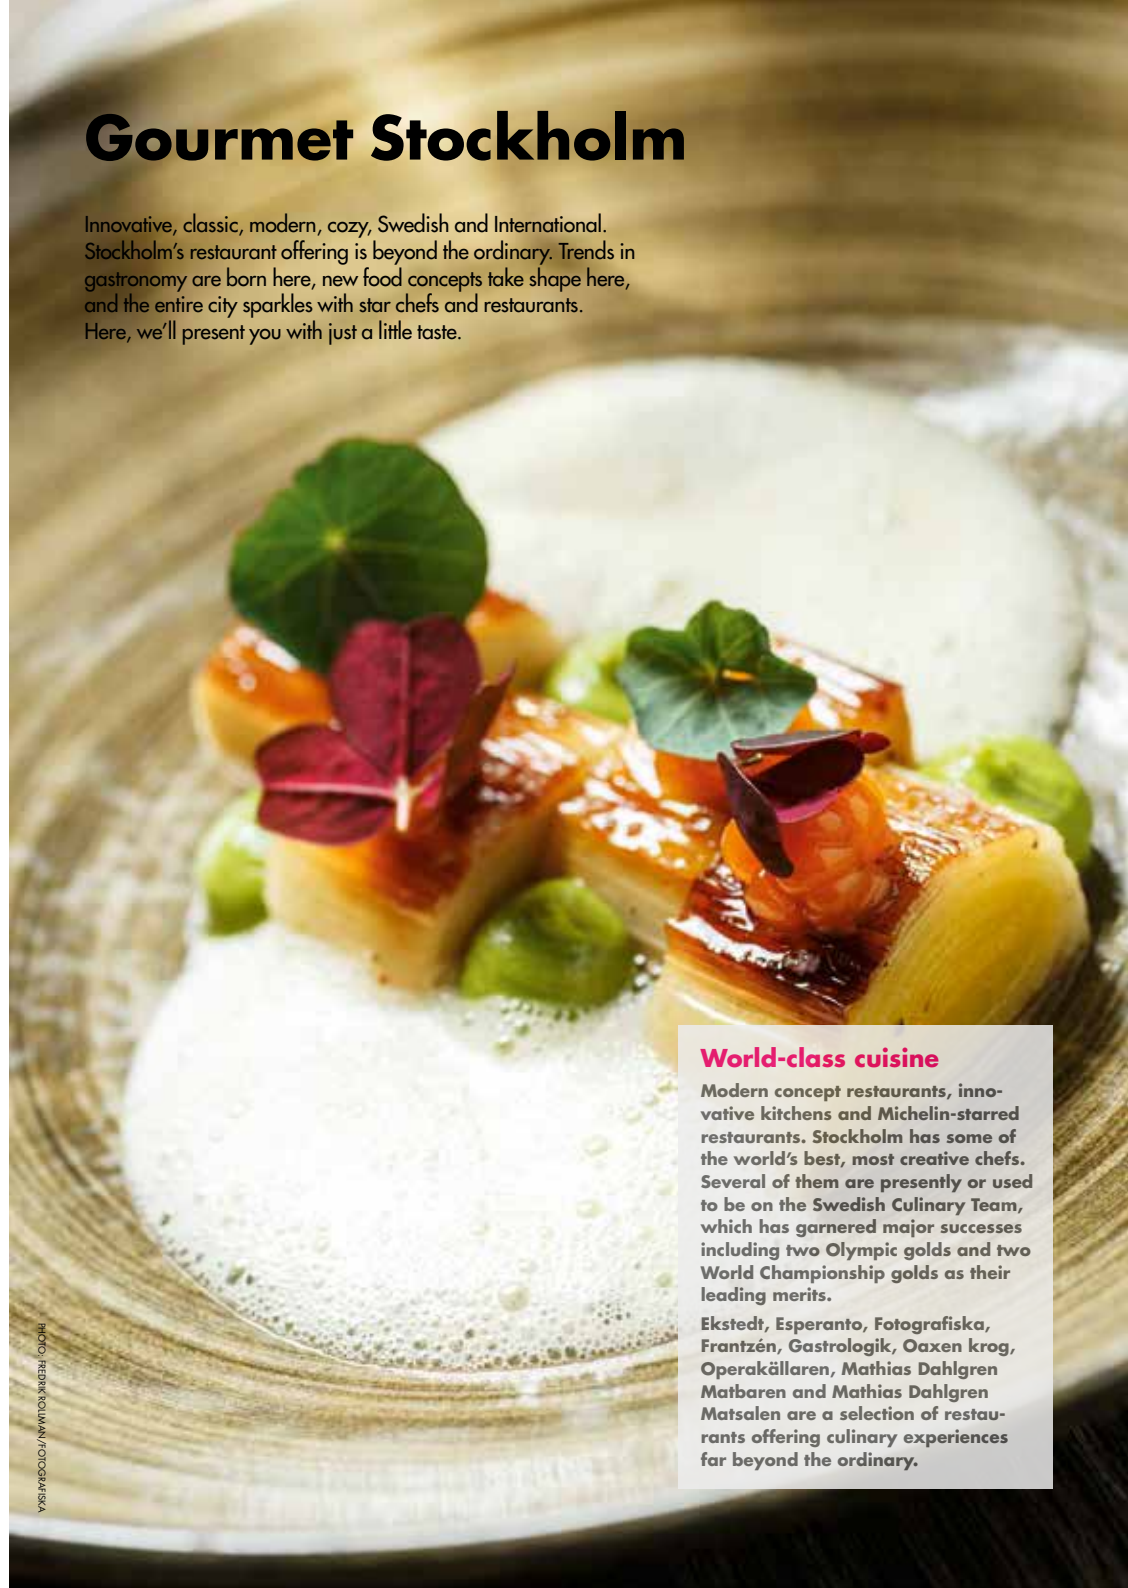 Gourmet Stockholm
Innovative, classic, modern, cozy, Swedish and International.
Stockholm’s restaurant offering is beyond the ordinary. Trends in
gastronomy are born here, new food concepts take shape here,
and the entire city sparkles with star chefs and restaurants.
Here, we’ll present you with just a little taste.
World-class cuisine
Modern concept restaurants, inno-
vative kitchens and Michelin-starred
restaurants. Stockholm has some of
the world’s best, most creative chefs.
Several of them are presently or used
to be on the Swedish Culinary Team,
which has garnered major successes
including two Olympic golds and two
World Championship golds as their
leading merits.
Ekstedt, Esperanto, Fotografiska,
Frantzén, Gastrologik, Oaxen krog,
Operakällaren, Mathias Dahlgren
Matbaren and Mathias Dahlgren
Matsalen are a selection of restau-
rants offering culinary experiences
far beyond the ordinary.
PHOTO: FREDRIK ROLLMAN/FOTOGRAFISKA